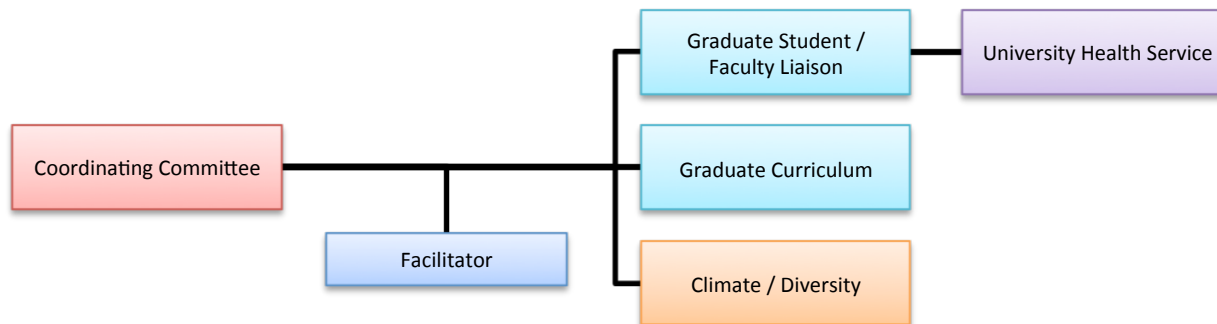 Graduate Student /
Faculty Liaison
University Health Service
Coordinating Committee
Graduate Curriculum
Facilitator
Climate / Diversity